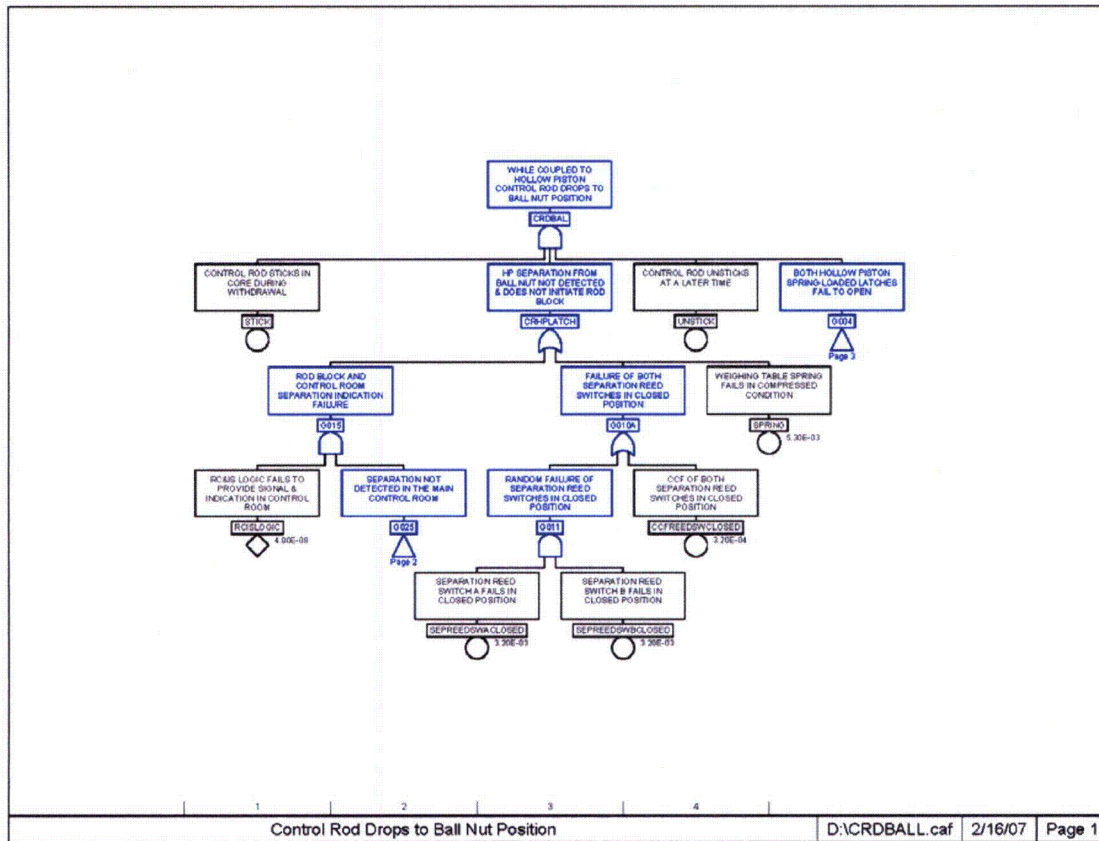 WHILE COUPLED TO
HOLLOW PISTON
CONTROL ROD DROPS TO
BALL NUT POSITION
CRDBAL
CONTROL ROD STICKS IN
CORE DURING
WITHDRAWAL
STICK
HP SEPARATION FROM
BALL NUT NOT DETECTED
& DOES NOT INITIATE ROD
BLOCK
CRHPLATCH
CONTROL ROD UNSTICKS
AT A LATER TIME
UNSTICK
BOTH HOLLOW PISTON
SPRING-LOADED LATCHES
FAIL TO OPEN
G004
Page 3
ROD BLOCK AND
CONTROL ROOM
SEPARATION INDICATION
FAILURE
G015
FAILURE OF BOTH
SEPARATION REED
SWITCHES IN CLOSED
POSITION
G010A
WEIGHING TABLE SPRING
FAILS IN COMPRESSED
CONDITION
SPRING
5.30E-03
RC&IS LOGIC FAILS TO
PROVIDE SIGNAL &
INDICATION IN CONTROL
ROOM
RCISLOGIC
SEPARATION NOT
DETECTED IN THE MAIN
CONTROL ROOM
G025
Page 2
RANDOM FAILURE OF
SEPARATION REED
SWITCHES IN CLOSED
POSITION
G011
CCF OF BOTH
SEPARATION REED
SWITCHES IN CLOSED
POSITION
CCFREEDSWCLOSED
3.20E-04
SEPARATION REED
SWITCH A FAILS IN
CLOSED POSITION
SEPREEDSWACLOSED
3.20E-03
SEPARATION REED
SWITCH B FAILS IN
CLOSED POSITION
SEPREEDSWBCLOSED
3.20E-03
1 2 3 4
Control Rod Drops to Ball Nut Position D:\CRDBALL.caf 2/16/07 Page 1